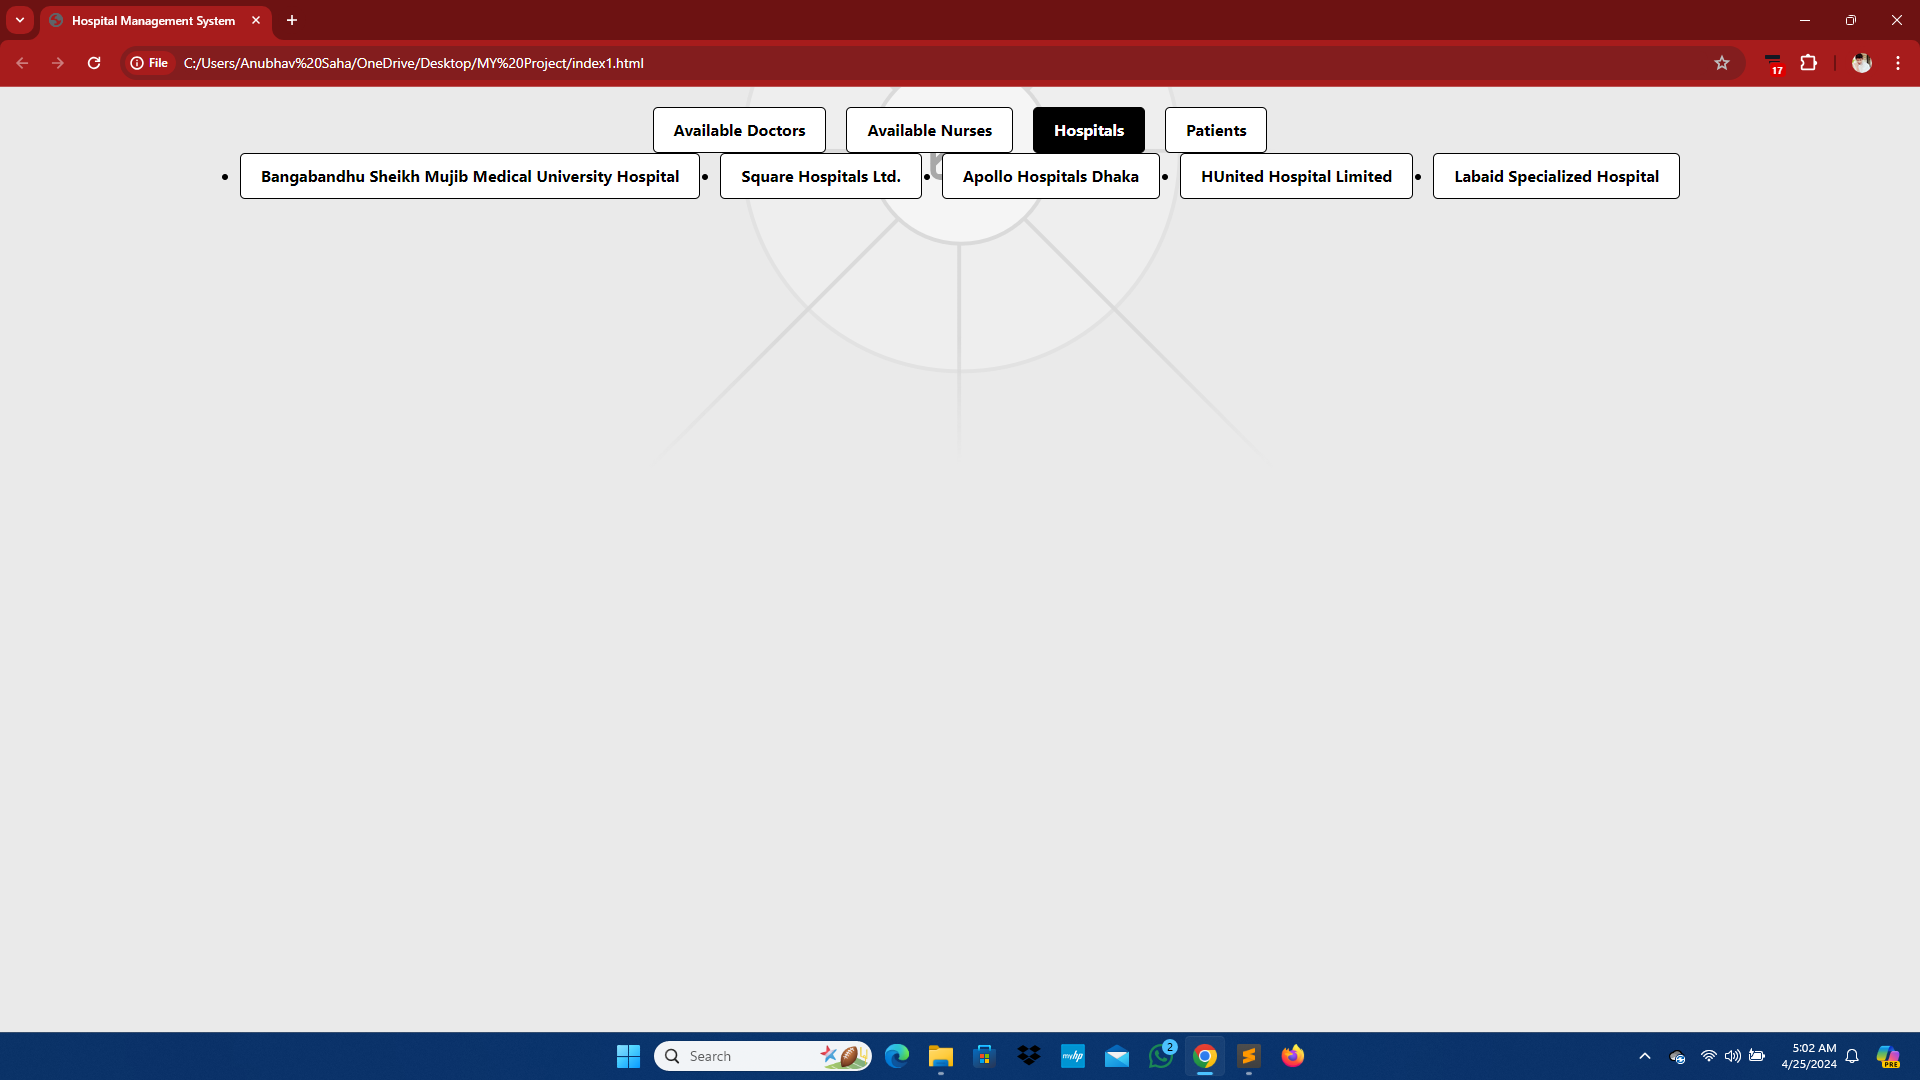 Hospital Management System
File C:/Users/Anubhav%20Saha/OneDrive/Desktop/MY%20Project/index1.html
17
Available Doctors Available Nurses Hospitals Patients
Bangabandhu Sheikh Mujib Medical University Hospital Square Hospitals Ltd. Apollo Hospitals Dhaka HUnited Hospital Limited Labaid Specialized Hospital
Search
myhp
2
5:02 AM
4/25/2024
PRE